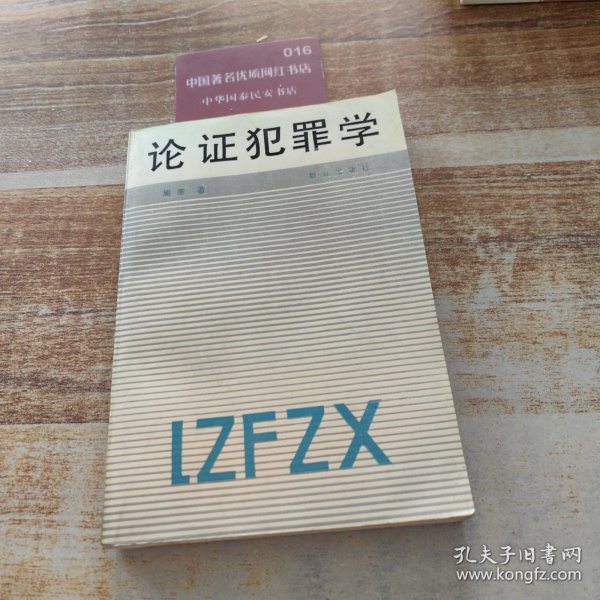 016
中国著名优质网红书店
中华国泰民安书店
论证犯罪学
著
LZFZX
孔夫子旧书网
www.kongfz.com